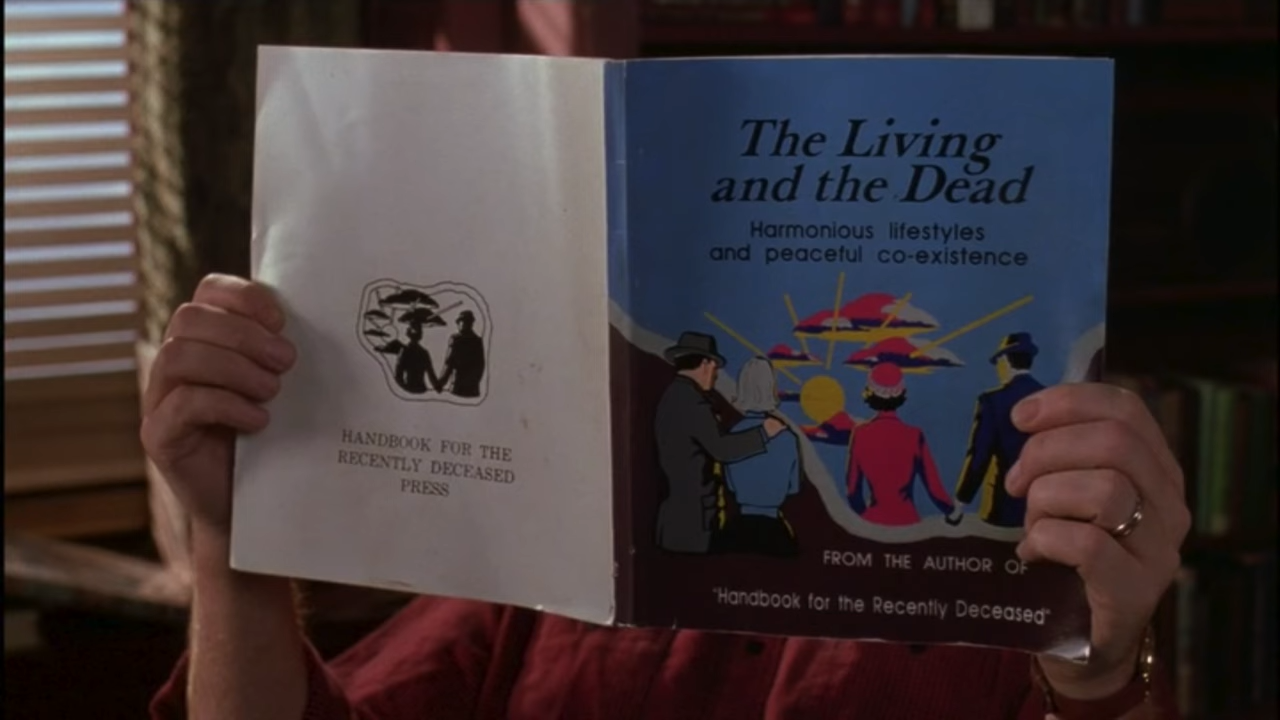 HANDBOOK FOR THE
RECENTLY DECEASED
PRESS
The Living
and the Dead
Harmonious lifestyles
and peaceful co-existence
FROM THE AUTHOR OF
"Handbook for the Recently Deceased"